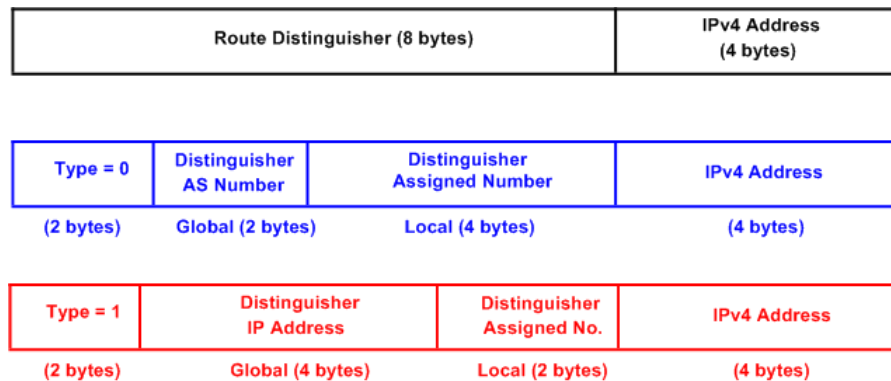 Route Distinguisher (8 bytes)
IPv4 Address
(4 bytes)
Type = 0
Distinguisher
AS Number
Distinguisher
Assigned Number
IPv4 Address
(2 bytes)
Global (2 bytes)
Local (4 bytes)
(4 bytes)
Type = 1
Distinguisher
IP Address
Distinguisher
Assigned No.
IPv4 Address
(2 bytes)
Global (4 bytes)
Local (2 bytes)
(4 bytes)